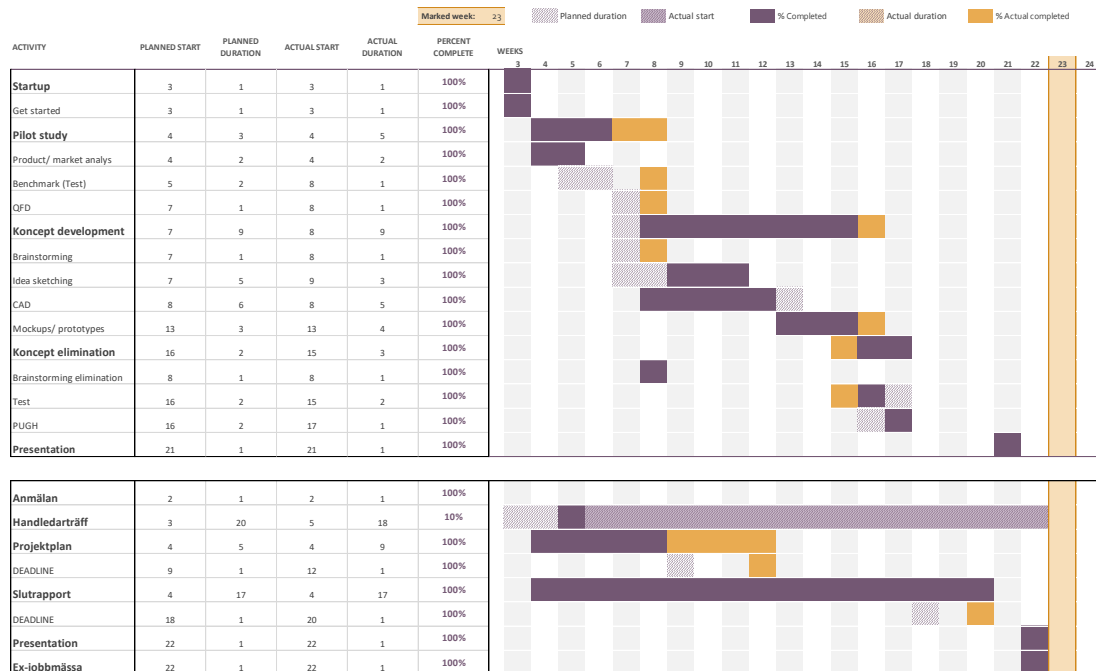 Marked week: 23 Planned duration Actual start % Completed Actual duration % Actual completed
ACTIVITY PLANNED START PLANNED DURATION ACTUAL START ACTUAL DURATION PERCENT COMPLETE WEEKS
3 4 5 6 7 8 9 10 11 12 13 14 15 16 17 18 19 20 21 22 23 24
Startup 3 1 3 1 100%
Get started 3 1 3 1 100%
Pilot study 4 3 4 5 100%
Product/ market analys 4 2 4 2 100%
Benchmark (Test) 5 2 8 1 100%
QFD 7 1 8 1 100%
Koncept development 7 9 8 9 100%
Brainstorming 7 1 8 1 100%
Idea sketching 7 5 9 3 100%
CAD 8 6 8 5 100%
Mockups/ prototypes 13 3 13 4 100%
Koncept elimination 16 2 15 3 100%
Brainstorming elimination 8 1 8 1 100%
Test 16 2 15 2 100%
PUGH 16 2 17 1 100%
Presentation 21 1 21 1 100%
Anmälan 2 1 2 1 100%
Handledarträff 3 20 5 18 10%
Projektplan 4 5 4 9 100%
DEADLINE 9 1 12 1 100%
Slutrapport 4 17 4 17 100%
DEADLINE 18 1 20 1 100%
Presentation 22 1 22 1 100%
Ex-jobbmässa 22 1 22 1 100%